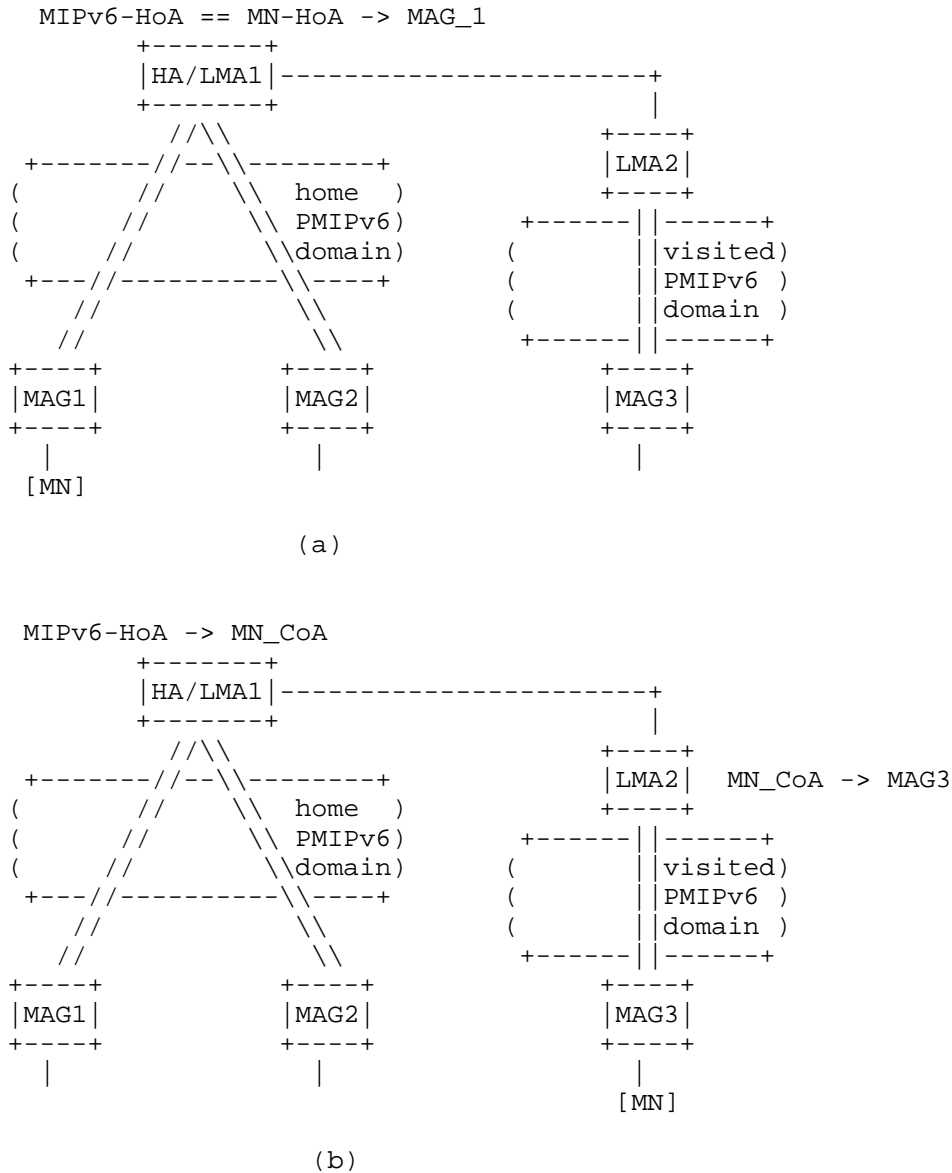 MIPv6-HoA == MN-HoA -> MAG_1
+-------+
|HA/LMA1|-----------------------+
+-------+                       |
//\\                        +----+
+-------//--\\--------+             |LMA2|
(       //    \\   home  )             +----+
(      //      \\  PMIPv6)       +------||------+
(     //        \\domain)       (       ||visited)
+---//----------\\----+         (       ||PMIPv6 )
//            \\            (       ||domain )
//              \\            +------||------+
+----+           +----+              +----+
|MAG1|           |MAG2|              |MAG3|
+----+           +----+              +----+
|                |                   |
[MN]
(a)
MIPv6-HoA -> MN_CoA
+-------+
|HA/LMA1|-----------------------+
+-------+                       |
//\\                        +----+
+-------//--\\--------+             |LMA2|  MN_CoA -> MAG3
(       //    \\   home  )             +----+
(      //      \\  PMIPv6)       +------||------+
(     //        \\domain)       (       ||visited)
+---//----------\\----+         (       ||PMIPv6 )
//            \\            (       ||domain )
//              \\            +------||------+
+----+           +----+              +----+
|MAG1|           |MAG2|              |MAG3|
+----+           +----+              +----+
|                |                   |
[MN]
(b)